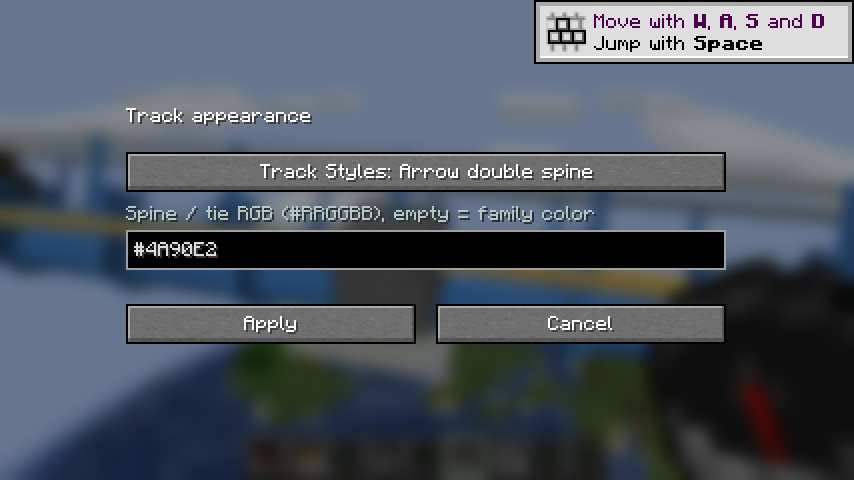 Move with W, A, S and D
Jump with Space
Track appearance
Track Styles: Arrow double spine
Spine / tie RGB (#RRGGBB), empty = family color
#4A90E2
Apply
Cancel